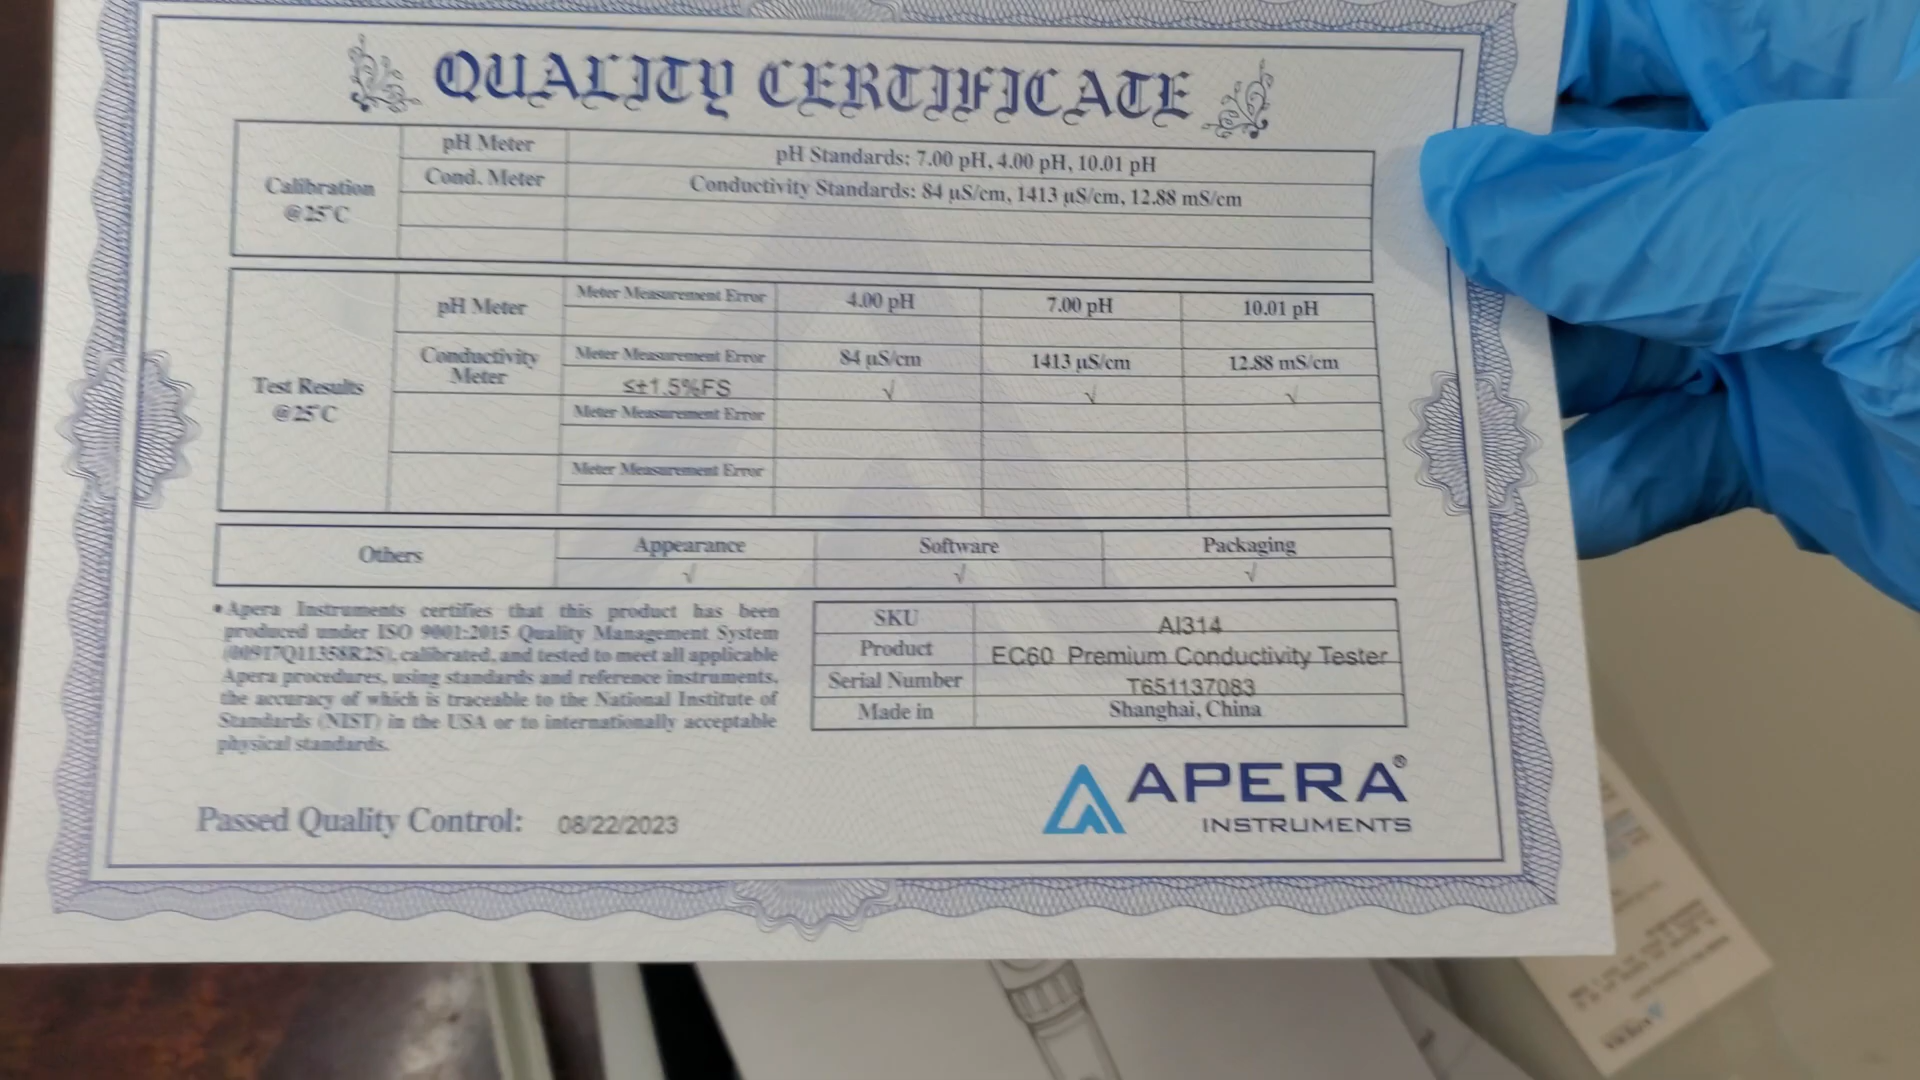 QUALITY CERTIFICATE
Calibration
@25°C
pH Meter
pH Standards: 7.00 pH, 4.00 pH, 10.01 pH
Cond. Meter
Conductivity Standards: 84 µS/cm, 1413 µS/cm, 12.88 mS/cm
Test Results
@25°C
pH Meter
Meter Measurement Error
4.00 pH
7.00 pH
10.01 pH
Conductivity
Meter
Meter Measurement Error
84 µS/cm
1413 µS/cm
12.88 mS/cm
≤±1.5%FS
√
√
√
Meter Measurement Error
Meter Measurement Error
Others
Appearance
Software
Packaging
√
√
√
• Apera Instruments certifies that this product has been
produced under ISO 9001:2015 Quality Management System
(00917Q11358R2S), calibrated, and tested to meet all applicable
Apera procedures, using standards and reference instruments,
the accuracy of which is traceable to the National Institute of
Standards (NIST) in the USA or to internationally acceptable
physical standards.
SKU
AI314
Product
EC60 Premium Conductivity Tester
Serial Number
T651137083
Made in
Shanghai, China
Passed Quality Control: 08/22/2023
APERA®
INSTRUMENTS